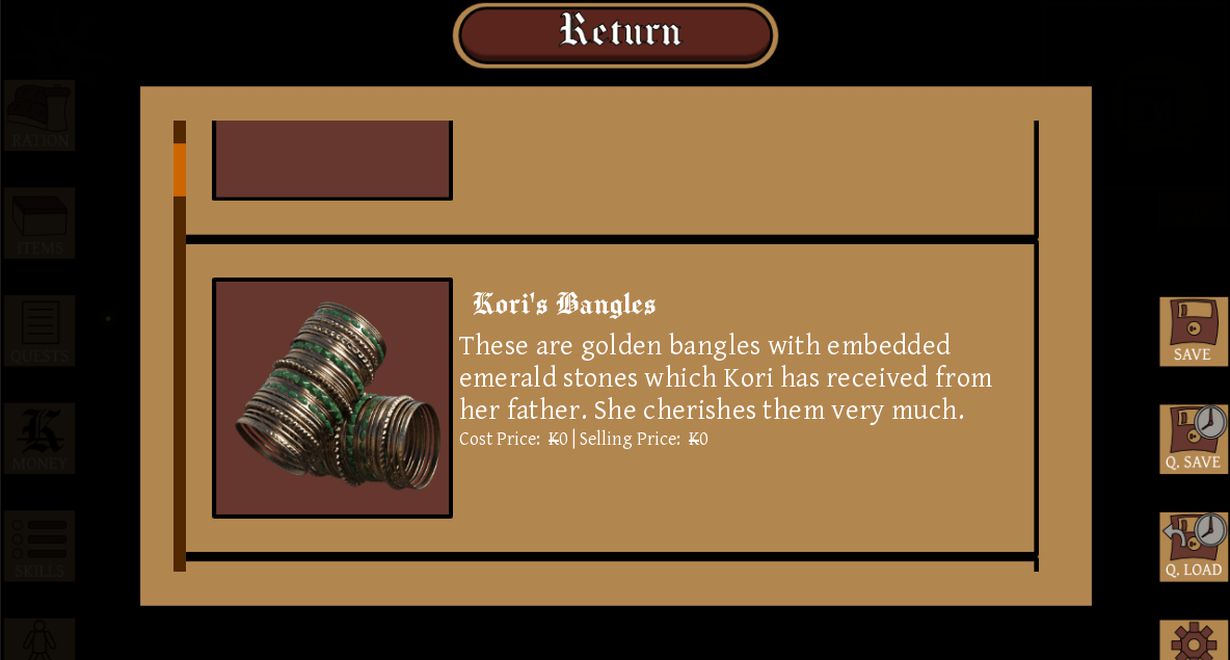 Return
RATION
ITEMS
QUESTS
K
MONEY
SKILLS
Kori's Bangles
These are golden bangles with embedded
emerald stones which Kori has received from
her father. She cherishes them very much.
Cost Price: ₭0 | Selling Price: ₭0
SAVE
Q. SAVE
Q. LOAD